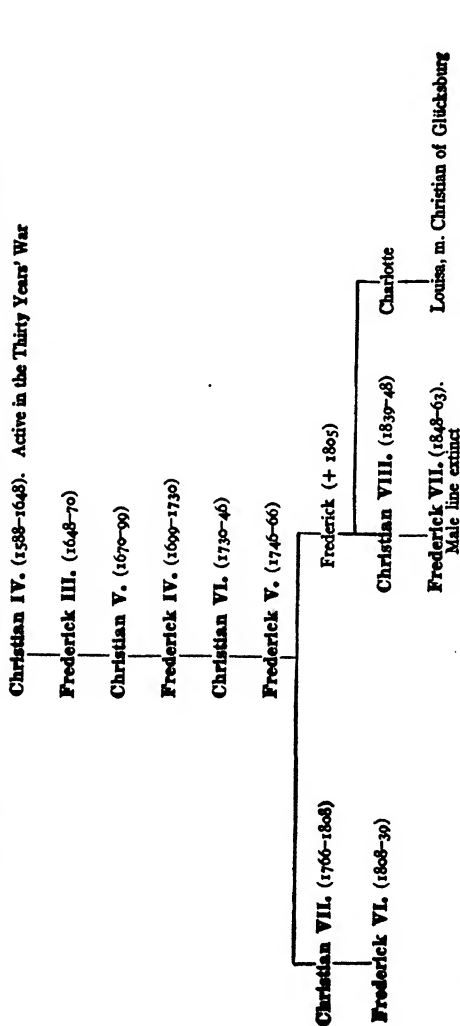 Christian IV. (1588-1648). Active in the Thirty Years' War
Frederick III. (1648-70)
Christian V. (1670-99)
Frederick IV. (1699-1730)
Christian VI. (1730-46)
Frederick V. (1746-66)
Christian VII. (1766-1808)
Frederick (+ 1805)
Frederick VI. (1808-39)
Christian VIII. (1839-48)
Charlotte
Frederick VII. (1848-63).
Male line extinct
Louisa, m. Christian of Glücksburg